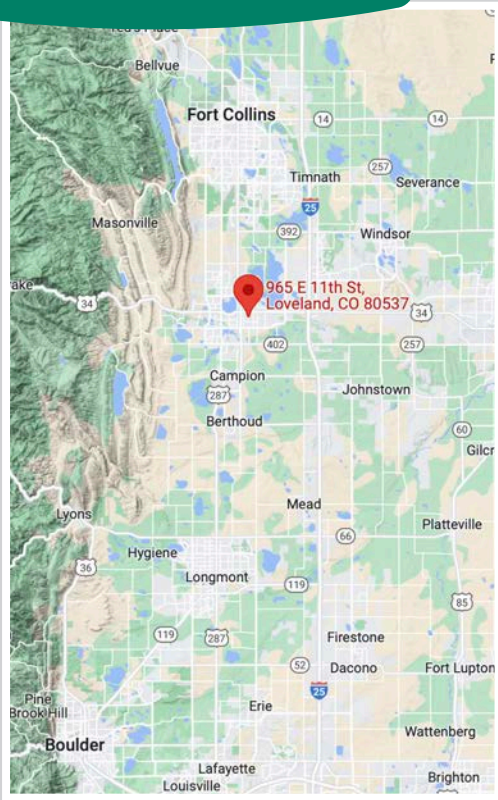 Bellvue
Fort Collins
14
14
257
Timnath
Severance
25
Masonville
392
Windsor
965 E 11th St,
Loveland, CO 80537
34
34
402
257
Campion
Johnstown
287
Berthoud
60
Gilcr
Mead
Lyons
Platteville
66
Hygiene
36
Longmont
119
85
119
287
Firestone
52
Dacono
Fort Lupton
25
Pine
Brook Hill
Erie
Wattenberg
Boulder
Lafayette
Brighton
Louisville